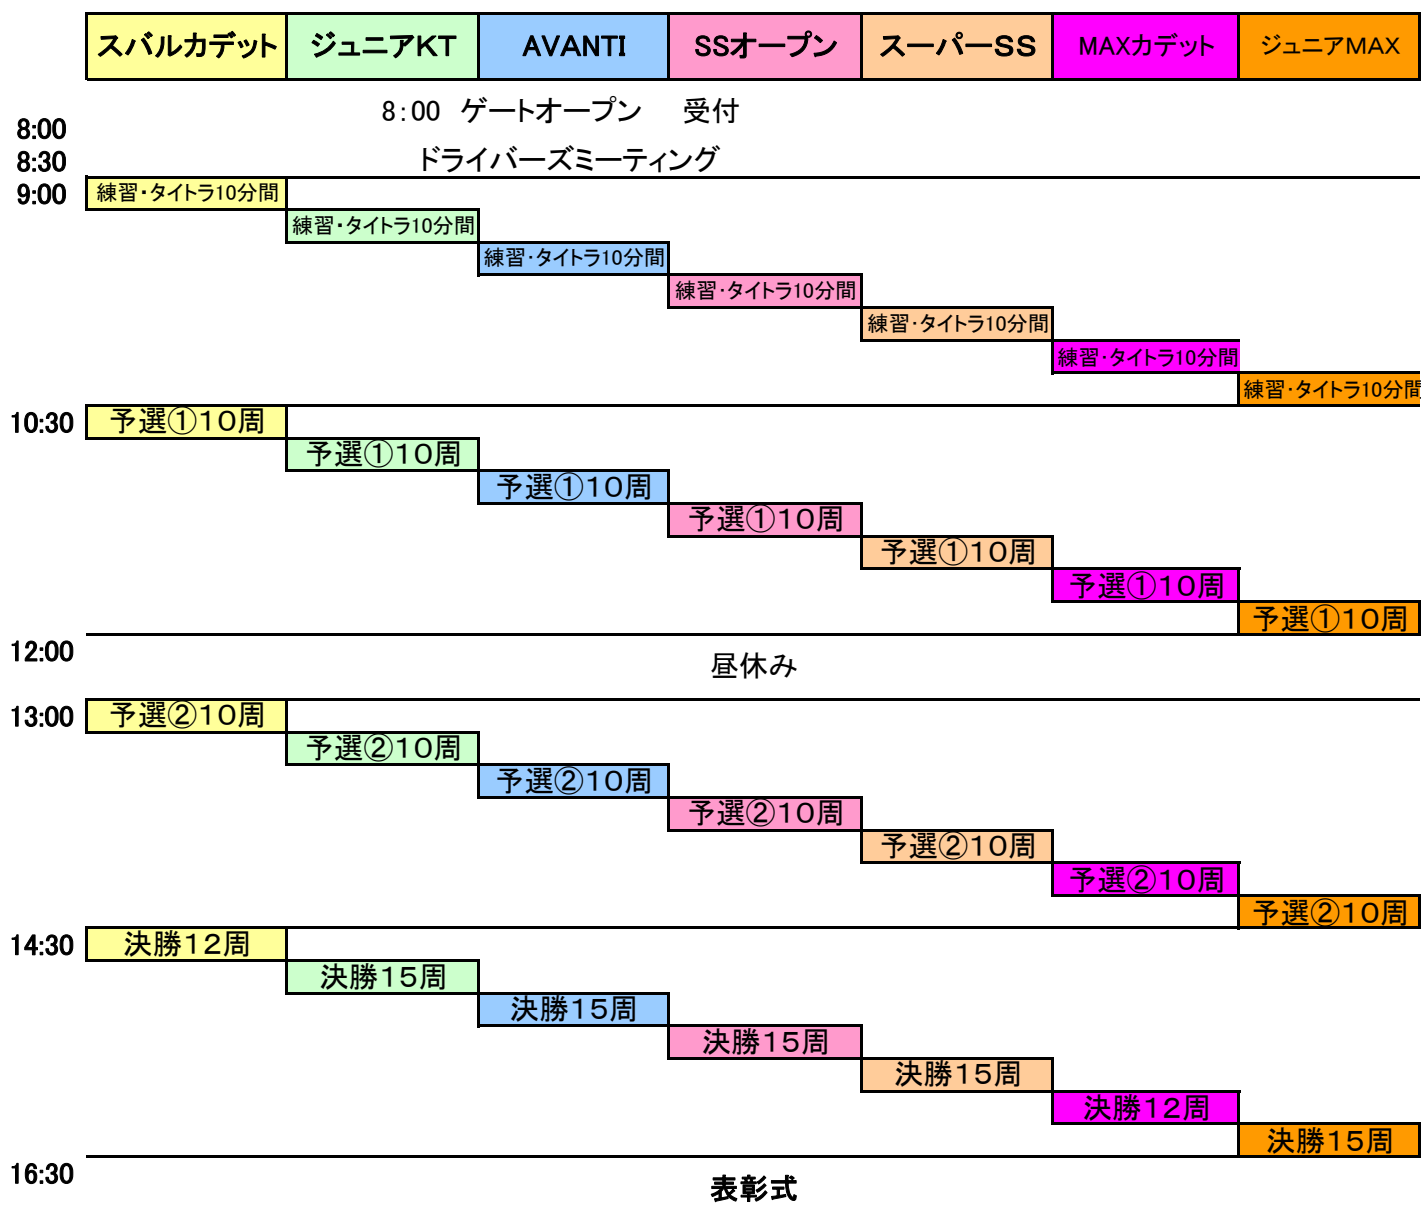 スバルカデット ジュニアKT AVANTI SSオープン スーパーSS MAXカデット ジュニアMAX
8:00 ゲートオープン 受付
8:00
8:30 ドライバーズミーティング
9:00 練習・タイトラ10分間
練習・タイトラ10分間
練習・タイトラ10分間
練習・タイトラ10分間
練習・タイトラ10分間
練習・タイトラ10分間
練習・タイトラ10分間
10:30 予選①10周
予選①10周
予選①10周
予選①10周
予選①10周
予選①10周
予選①10周
12:00 昼休み
13:00 予選②10周
予選②10周
予選②10周
予選②10周
予選②10周
予選②10周
予選②10周
14:30 決勝12周
決勝15周
決勝15周
決勝15周
決勝15周
決勝12周
決勝15周
16:30 表彰式